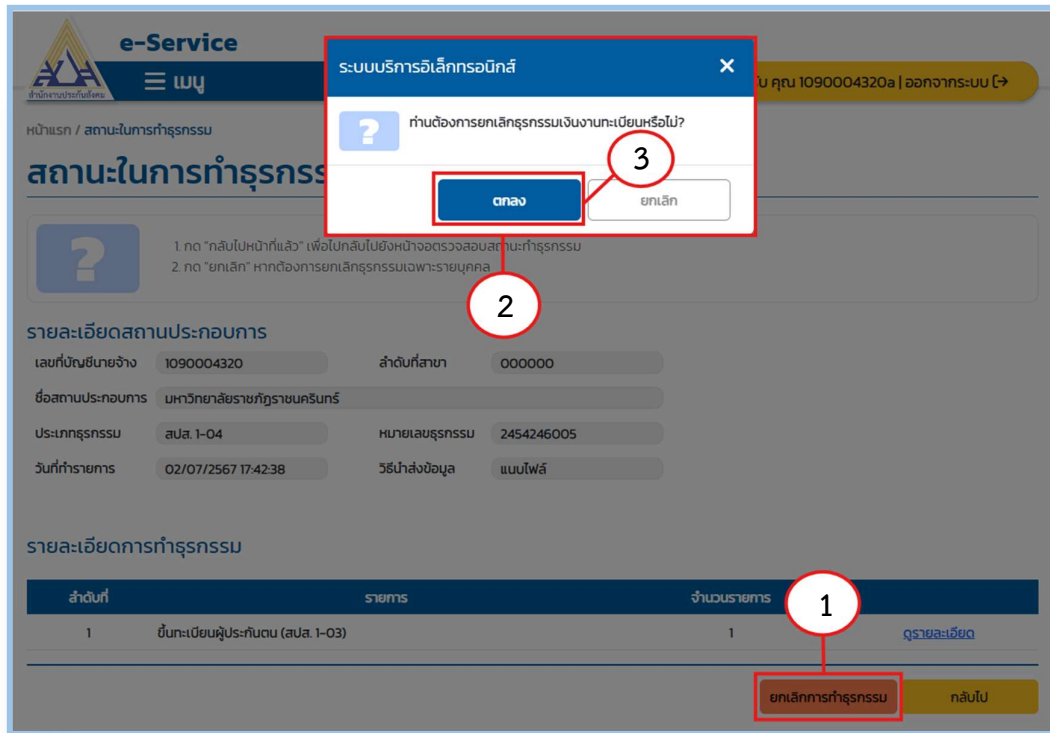 e-Service
สำนักงานประกันสังคม
เมนู
คุณ 1090004320a | ออกจากระบบ
ระบบบริการอิเล็กทรอนิกส์
ท่านต้องการยกเลิกธุรกรรมเงินงานทะเบียนหรือไม่?
3
ตกลง
ยกเลิก
หน้าแรก / สถานะในการทำธุรกรรม
สถานะในการทำธุรกรร
1. กด "กลับไปหน้าที่แล้ว" เพื่อไปกลับไปยังหน้าจอตรวจสอบสถานะทำธุรกรรม
2. กด "ยกเลิก" หากต้องการยกเลิกธุรกรรมเฉพาะรายบุคคล
2
รายละเอียดสถานประกอบการ
เลขที่บัญชีนายจ้าง 1090004320 ลำดับที่สาขา 000000
ชื่อสถานประกอบการ มหาวิทยาลัยราชภัฏราชนครินทร์
ประเภทธุรกรรม สปส. 1-04 หมายเลขธุรกรรม 2454246005
วันที่ทำรายการ 02/07/2567 17:42:38 วิธีนำส่งข้อมูล แนบไฟล์
รายละเอียดการทำธุรกรรม
ลำดับที่ รายการ จำนวนรายการ
1
1 ขึ้นทะเบียนผู้ประกันตน (สปส. 1-03) 1 ดูรายละเอียด
ยกเลิกการทำธุรกรรม กลับไป